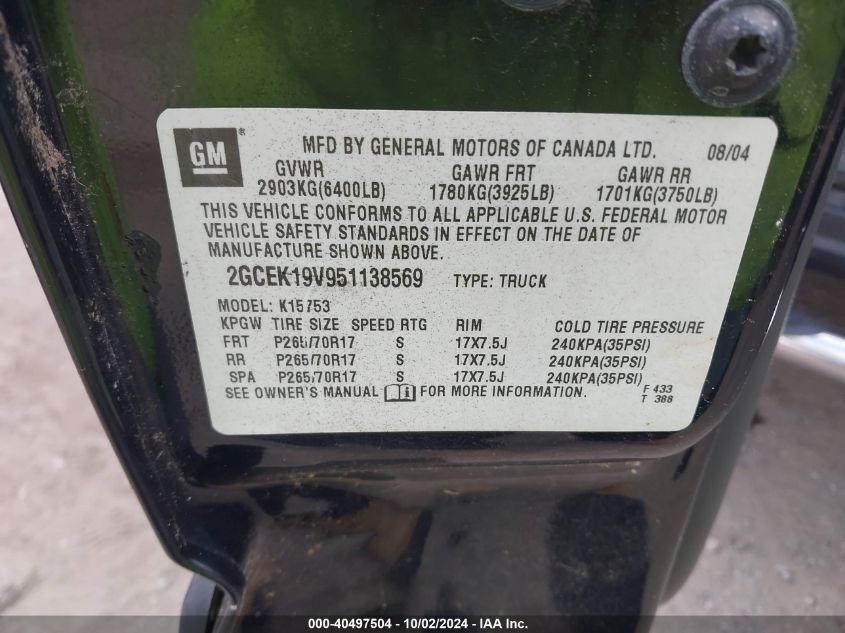 GM ® MFD BY GENERAL MOTORS OF CANADA LTD. 08/04
GVWR GAWR FRT GAWR RR
2903KG(6400LB) 1780KG(3925LB) 1701KG(3750LB)
THIS VEHICLE CONFORMS TO ALL APPLICABLE U.S. FEDERAL MOTOR
VEHICLE SAFETY STANDARDS IN EFFECT ON THE DATE OF
MANUFACTURE SHOWN ABOVE.
2GCEK19V951138569 TYPE: TRUCK
MODEL: K15753
KPGW TIRE SIZE SPEED RTG RIM COLD TIRE PRESSURE
FRT P265/70R17 S 17X7.5J 240KPA(35PSI)
RR P265/70R17 S 17X7.5J 240KPA(35PSI)
SPA P265/70R17 S 17X7.5J 240KPA(35PSI)
SEE OWNER'S MANUAL FOR MORE INFORMATION. F 433
T 388
000-40497504 - 10/02/2024 - IAA Inc.